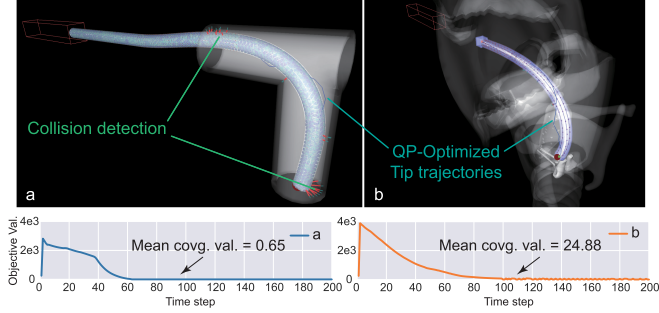 Collision detection
QP-Optimized
Tip trajectories
a
b
Objective Val.
4e3
2e3
0
a
Mean covg. val. = 0.65
0 20 40 60 80 100 120 140 160 180 200
Time step
4e3
2e3
0
b
Mean covg. val. = 24.88
0 20 40 60 80 100 120 140 160 180 200
Time step